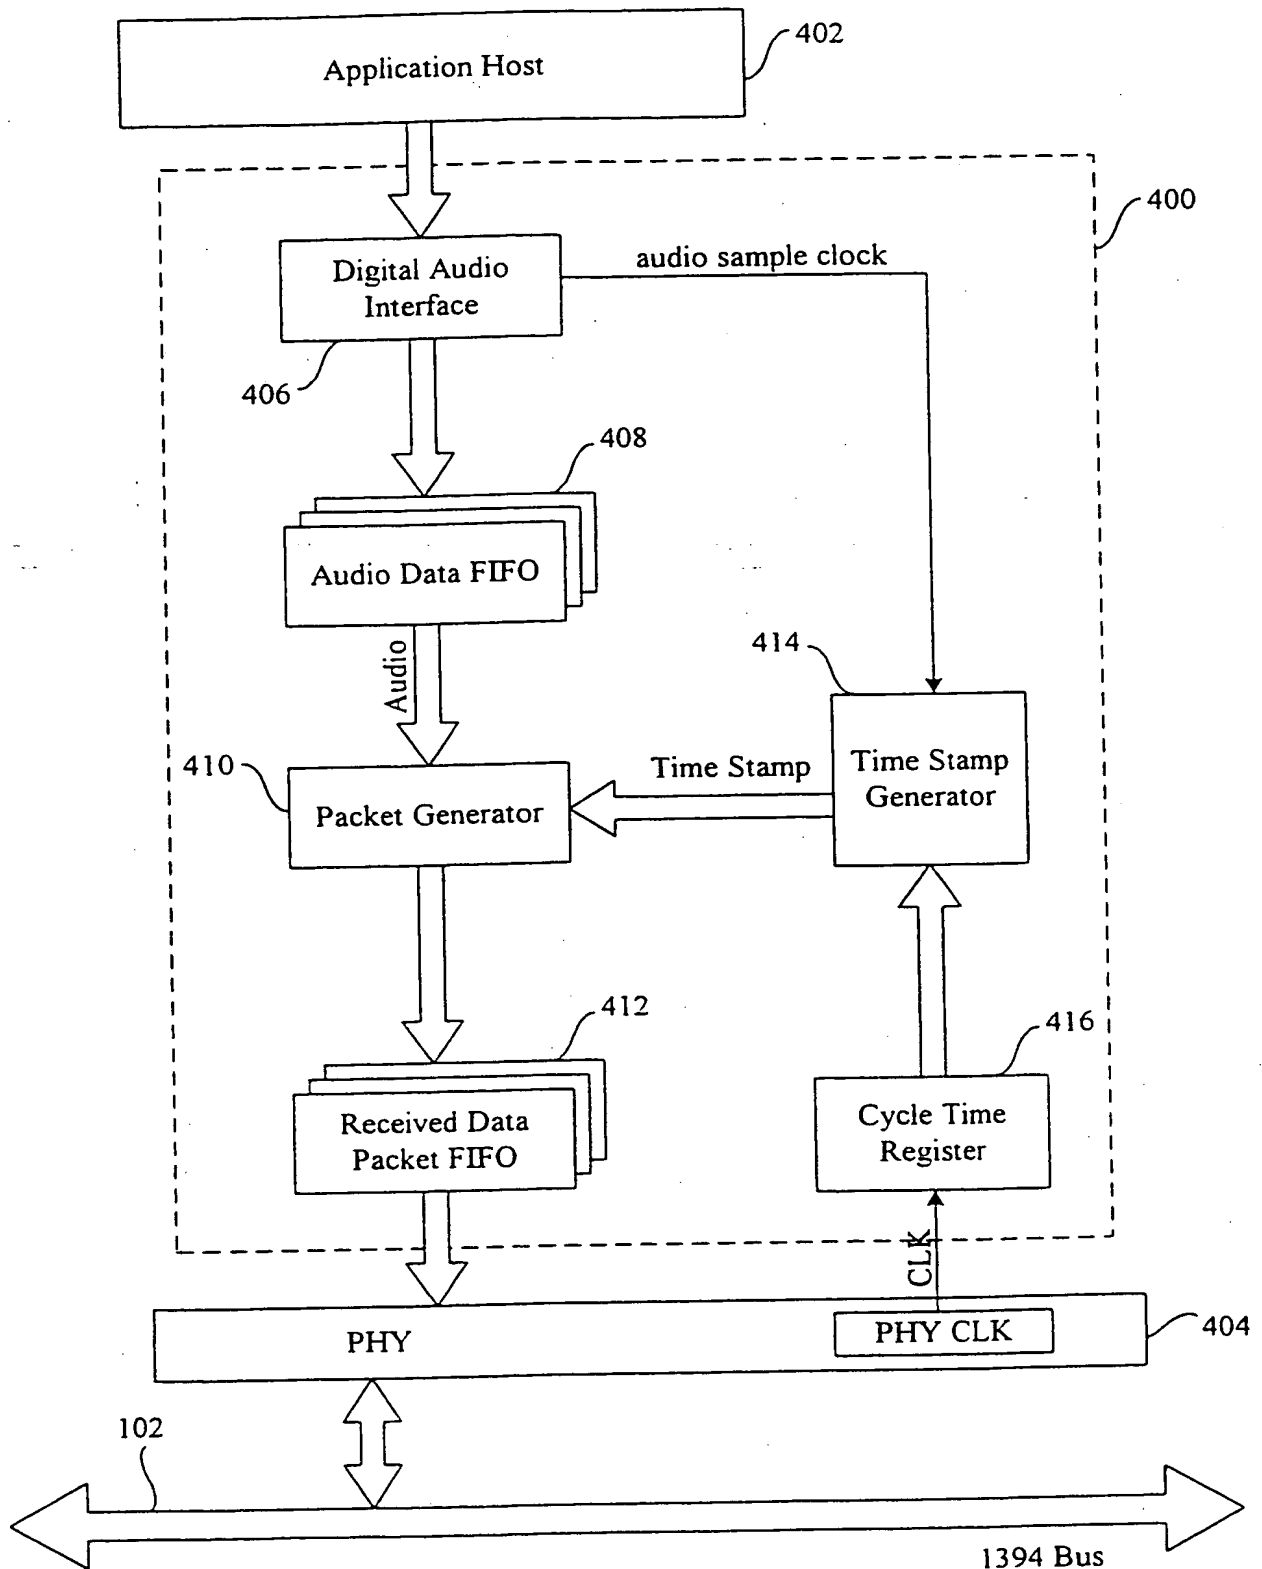 402
Application Host
400
audio sample clock
Digital Audio
Interface
406
408
Audio Data FIFO
414
Audio
410
Time Stamp
Time Stamp
Generator
Packet Generator
412
416
Received Data
Packet FIFO
Cycle Time
Register
CLK
PHY
PHY CLK
404
102
1394 Bus